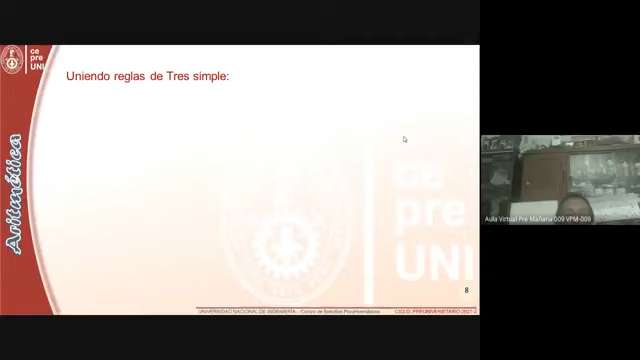 ce
pre
UNI
Uniendo reglas de Tres simple:
Aritmética
ce
pre
UNI
8
UNIVERSIDAD NACIONAL DE INGENIERÍA - Centro de Estudios Preuniversitarios
CICLO: PREUNIVERSITARIO 2021-2
Aula Virtual Pre Mañana 009 VPM-009